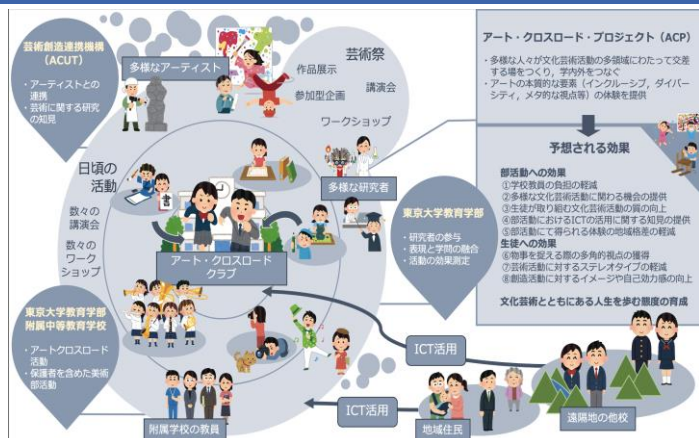 芸術創造連携機構
(ACUT)
・アーティストとの
連携
・芸術に関する研究
の知見
多様なアーティスト
芸術祭
作品展示
講演会
参加型企画
ワークショップ
日頃の
活動
数々の
講演会
数々の
ワーク
ショップ
多様な研究者
アート・クロスロード
クラブ
東京大学教育学部
・研究者の参与
・表現と学問の融合
・活動の効果測定
東京大学教育学部
附属中等教育学校
・アートクロスロード
活動
・保護者を含めた美術
部活動
附属学校の教員
ICT活用
地域住民
ICT活用
遠隔地の他校
アート・クロスロード・プロジェクト(ACP)
・多様な人々が文化芸術活動の多領域にわたって交差
する場をつくり，学内外をつなぐ
・アートの本質的な要素（インクルーシブ，ダイバー
シティ，メタ的な視点等）の体験を提供
予想される効果
部活動への効果
①学校教員の負担の軽減
②多様な文化芸術活動に関わる機会の提供
③生徒が取り組む文化芸術活動の質の向上
④部活動におけるICTの活用に関する知見の提供
⑤部活動にて得られる体験の地域格差の軽減
生徒への効果
⑥物事を捉える際の多角的視点の獲得
⑦芸術活動に対するステレオタイプの軽減
⑧創造活動に対するイメージや自己効力感の向上
文化芸術とともにある人生を歩む態度の育成